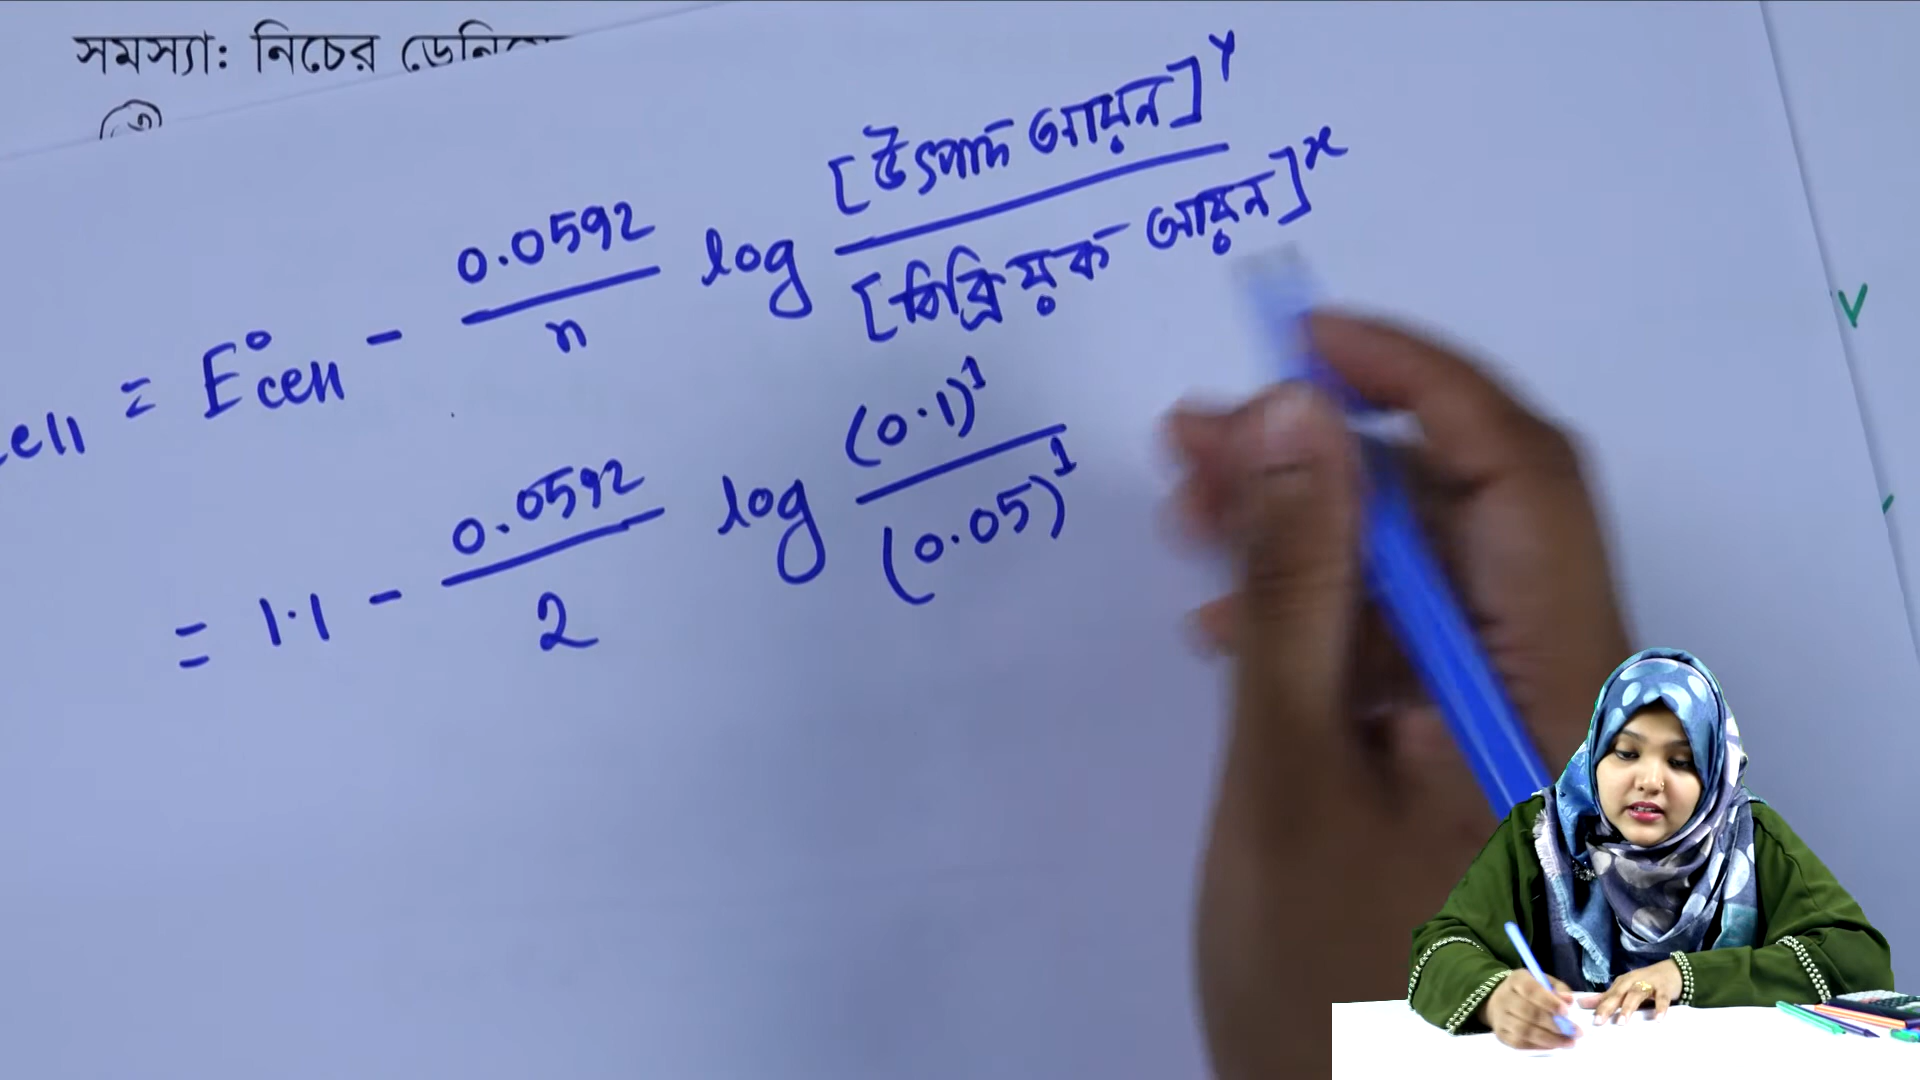 সমস্যা: নিচের
E°cell = E°cell - 0.0592/n log [উৎপাদ আয়ন]^y/[বিক্রিয়ক আয়ন]^x
= 1.1 - 0.0592/2 log (0.1)^1/(0.05)^1